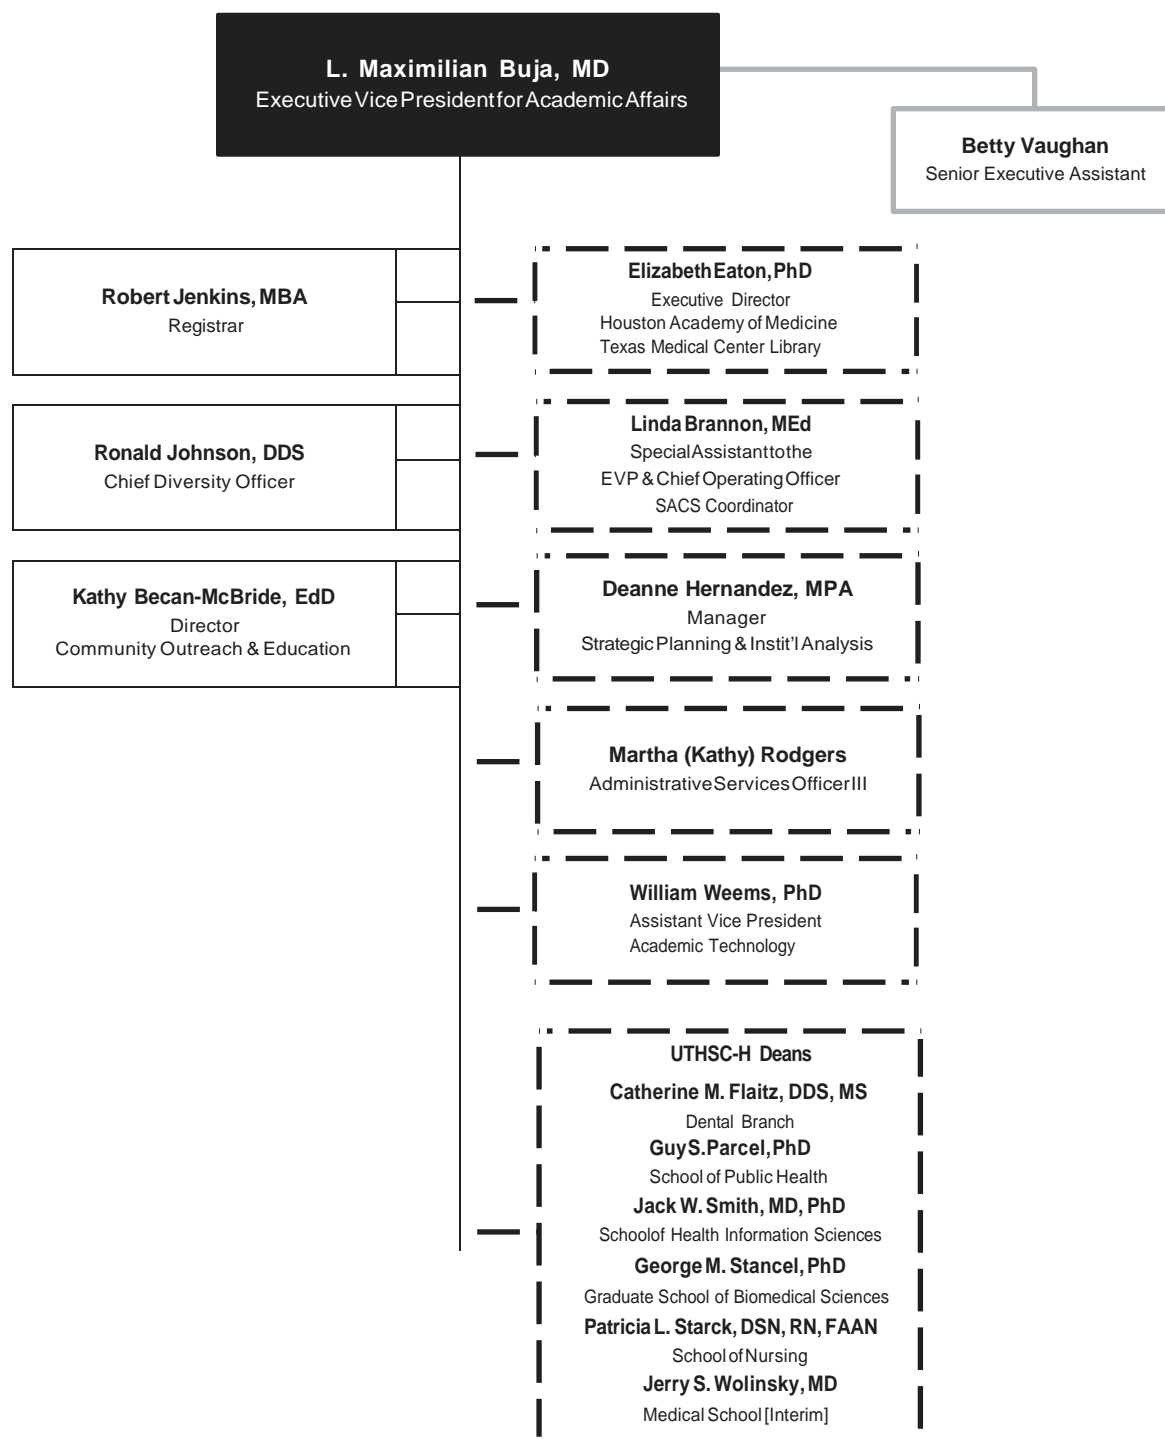 L. Maximilian Buja, MD
Executive Vice President for Academic Affairs
Betty Vaughan
Senior Executive Assistant
Robert Jenkins, MBA
Registrar
Elizabeth Eaton, PhD
Executive Director
Houston Academy of Medicine
Texas Medical Center Library
Ronald Johnson, DDS
Chief Diversity Officer
Linda Brannon, MEd
Special Assistant to the
EVP & Chief Operating Officer
SACS Coordinator
Kathy Becan-McBride, EdD
Director
Community Outreach & Education
Deanne Hernandez, MPA
Manager
Strategic Planning & Instit'l Analysis
Martha (Kathy) Rodgers
Administrative Services Officer III
William Weems, PhD
Assistant Vice President
Academic Technology
UTHSC-H Deans
Catherine M. Flaitz, DDS, MS
Dental Branch
Guy S. Parcel, PhD
School of Public Health
Jack W. Smith, MD, PhD
School of Health Information Sciences
George M. Stancel, PhD
Graduate School of Biomedical Sciences
Patricia L. Starck, DSN, RN, FAAN
School of Nursing
Jerry S. Wolinsky, MD
Medical School [Interim]